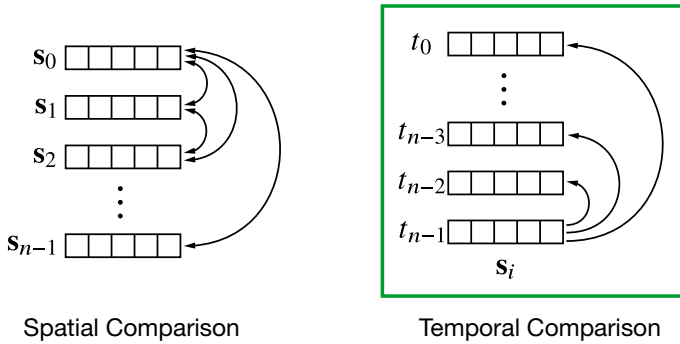 s₀
s₁
s₂
⋮
sₙ₋₁
Spatial Comparison
t₀
⋮
tₙ₋₃
tₙ₋₂
tₙ₋₁
sᵢ
Temporal Comparison